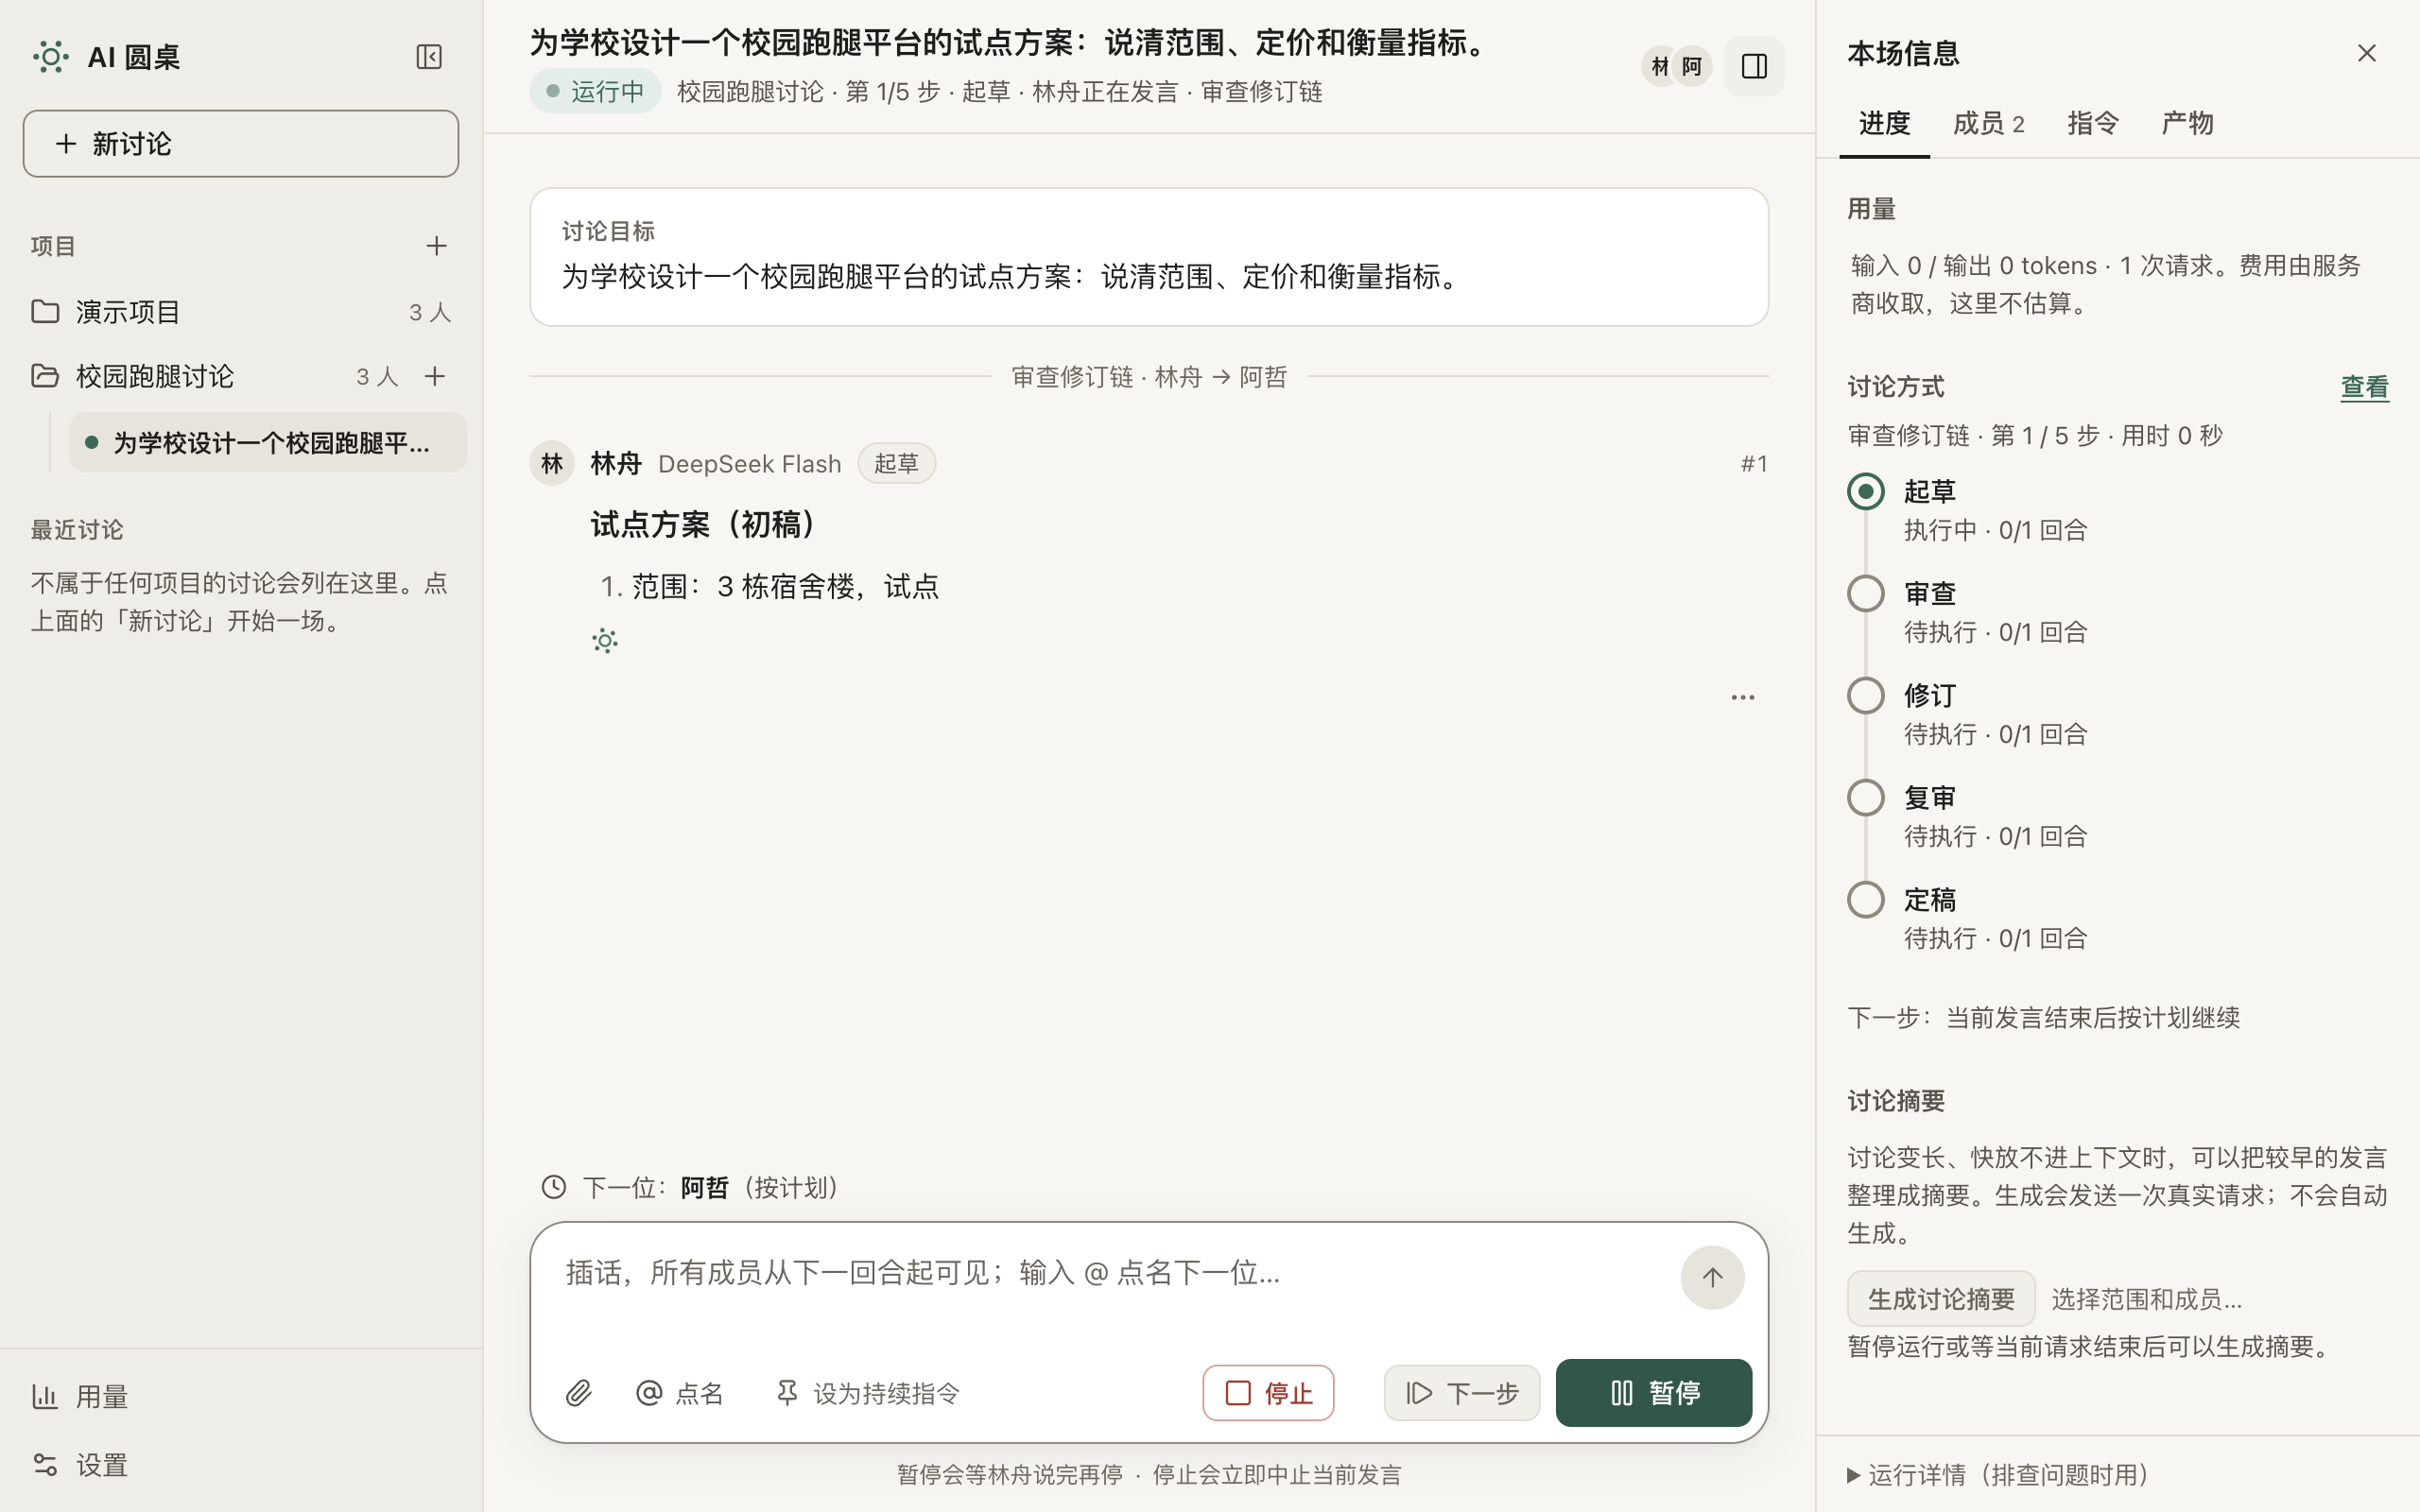 AI 圆桌
新讨论
项目
演示项目 3 人
校园跑腿讨论 3 人
为学校设计一个校园跑腿平...
最近讨论
不属于任何项目的讨论会列在这里。点
上面的「新讨论」开始一场。
用量
设置
为学校设计一个校园跑腿平台的试点方案：说清范围、定价和衡量指标。
运行中 校园跑腿讨论 · 第 1/5 步 · 起草 · 林舟正在发言 · 审查修订链
林 阿
讨论目标
为学校设计一个校园跑腿平台的试点方案：说清范围、定价和衡量指标。
审查修订链 · 林舟 → 阿哲
林 林舟 DeepSeek Flash 起草 #1
试点方案（初稿）
1. 范围：3 栋宿舍楼，试点
下一位：阿哲（按计划）
插话，所有成员从下一回合起可见；输入 @ 点名下一位...
点名 设为持续指令 停止 下一步 暂停
暂停会等林舟说完再停 · 停止会立即中止当前发言
本场信息
进度 成员 2 指令 产物
用量
输入 0 / 输出 0 tokens · 1 次请求。费用由服务
商收取，这里不估算。
讨论方式 查看
审查修订链 · 第 1 / 5 步 · 用时 0 秒
起草
执行中 · 0/1 回合
审查
待执行 · 0/1 回合
修订
待执行 · 0/1 回合
复审
待执行 · 0/1 回合
定稿
待执行 · 0/1 回合
下一步：当前发言结束后按计划继续
讨论摘要
讨论变长、快放不进上下文时，可以把较早的发言
整理成摘要。生成会发送一次真实请求；不会自动
生成。
生成讨论摘要 选择范围和成员...
暂停运行或等当前请求结束后可以生成摘要。
运行详情（排查问题时用）